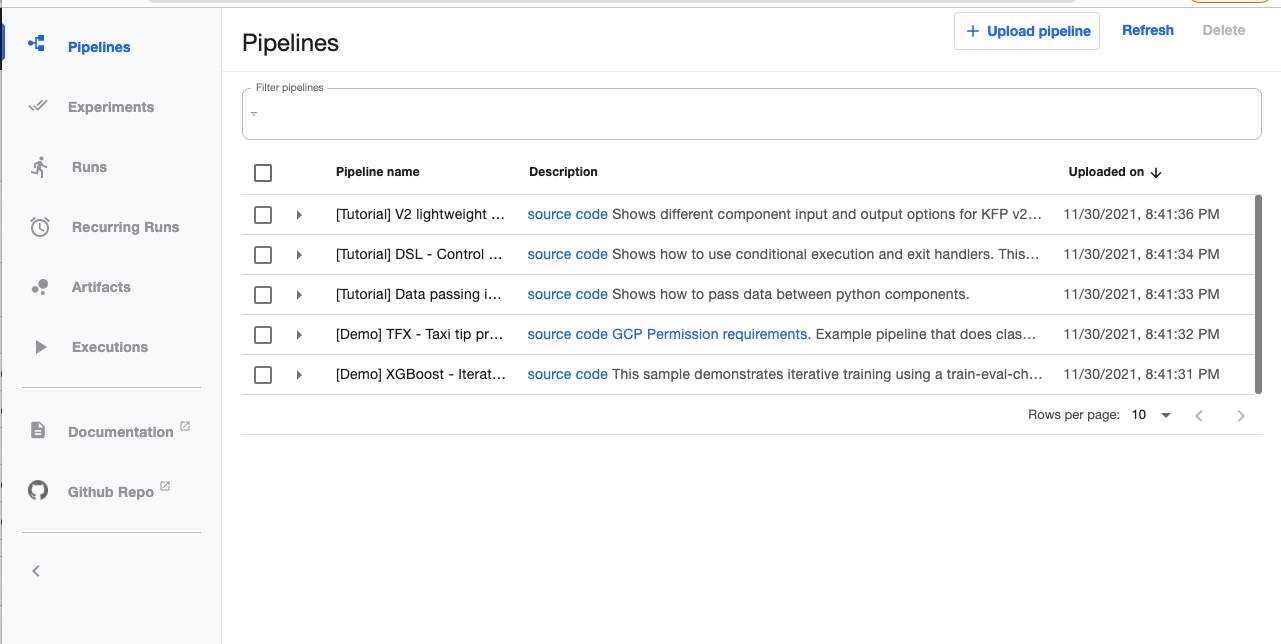 Pipelines
Experiments
Runs
Recurring Runs
Artifacts
Executions
Documentation
Github Repo
Pipelines
+ Upload pipeline Refresh Delete
Filter pipelines
Pipeline name Description Uploaded on
[Tutorial] V2 lightweight ... source code Shows different component input and output options for KFP v2... 11/30/2021, 8:41:36 PM
[Tutorial] DSL - Control ... source code Shows how to use conditional execution and exit handlers. This... 11/30/2021, 8:41:34 PM
[Tutorial] Data passing i... source code Shows how to pass data between python components. 11/30/2021, 8:41:33 PM
[Demo] TFX - Taxi tip pr... source code GCP Permission requirements. Example pipeline that does clas... 11/30/2021, 8:41:32 PM
[Demo] XGBoost - Iterat... source code This sample demonstrates iterative training using a train-eval-ch... 11/30/2021, 8:41:31 PM
Rows per page: 10